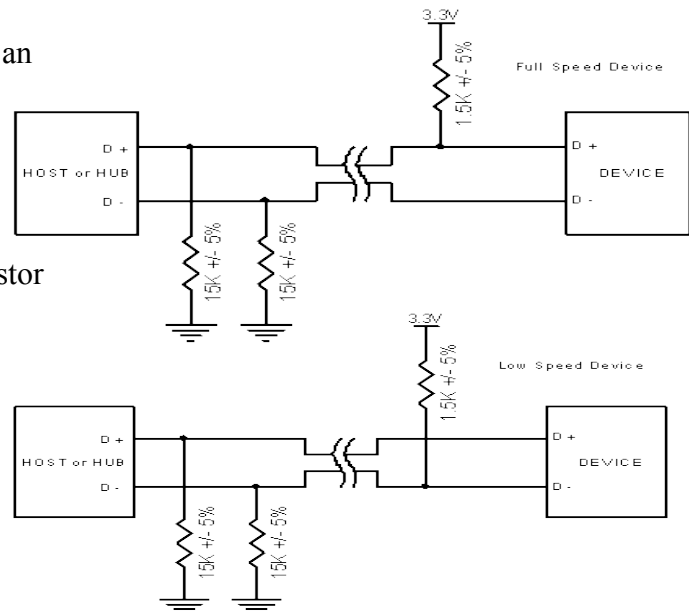 an
stor
3.3V
1.5K +/- 5%
Full Speed Device
D +
HOST or HUB
D -
15K +/- 5%
15K +/- 5%
D +
DEVICE
D -
3.3V
1.5K +/- 5%
Low Speed Device
D +
HOST or HUB
D -
15K +/- 5%
15K +/- 5%
D +
DEVICE
D -